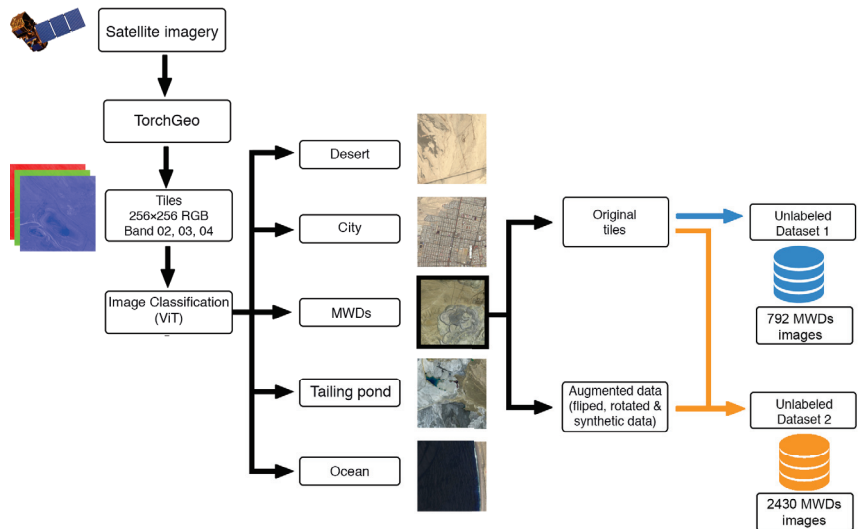 Satellite imagery
TorchGeo
Tiles
256×256 RGB
Band 02, 03, 04
Image Classification
(ViT)
~
Desert
City
MWDs
Tailing pond
Ocean
Original
tiles
Augmented data
(fliped, rotated &
synthetic data)
Unlabeled
Dataset 1
792 MWDs
images
Unlabeled
Dataset 2
2430 MWDs
images